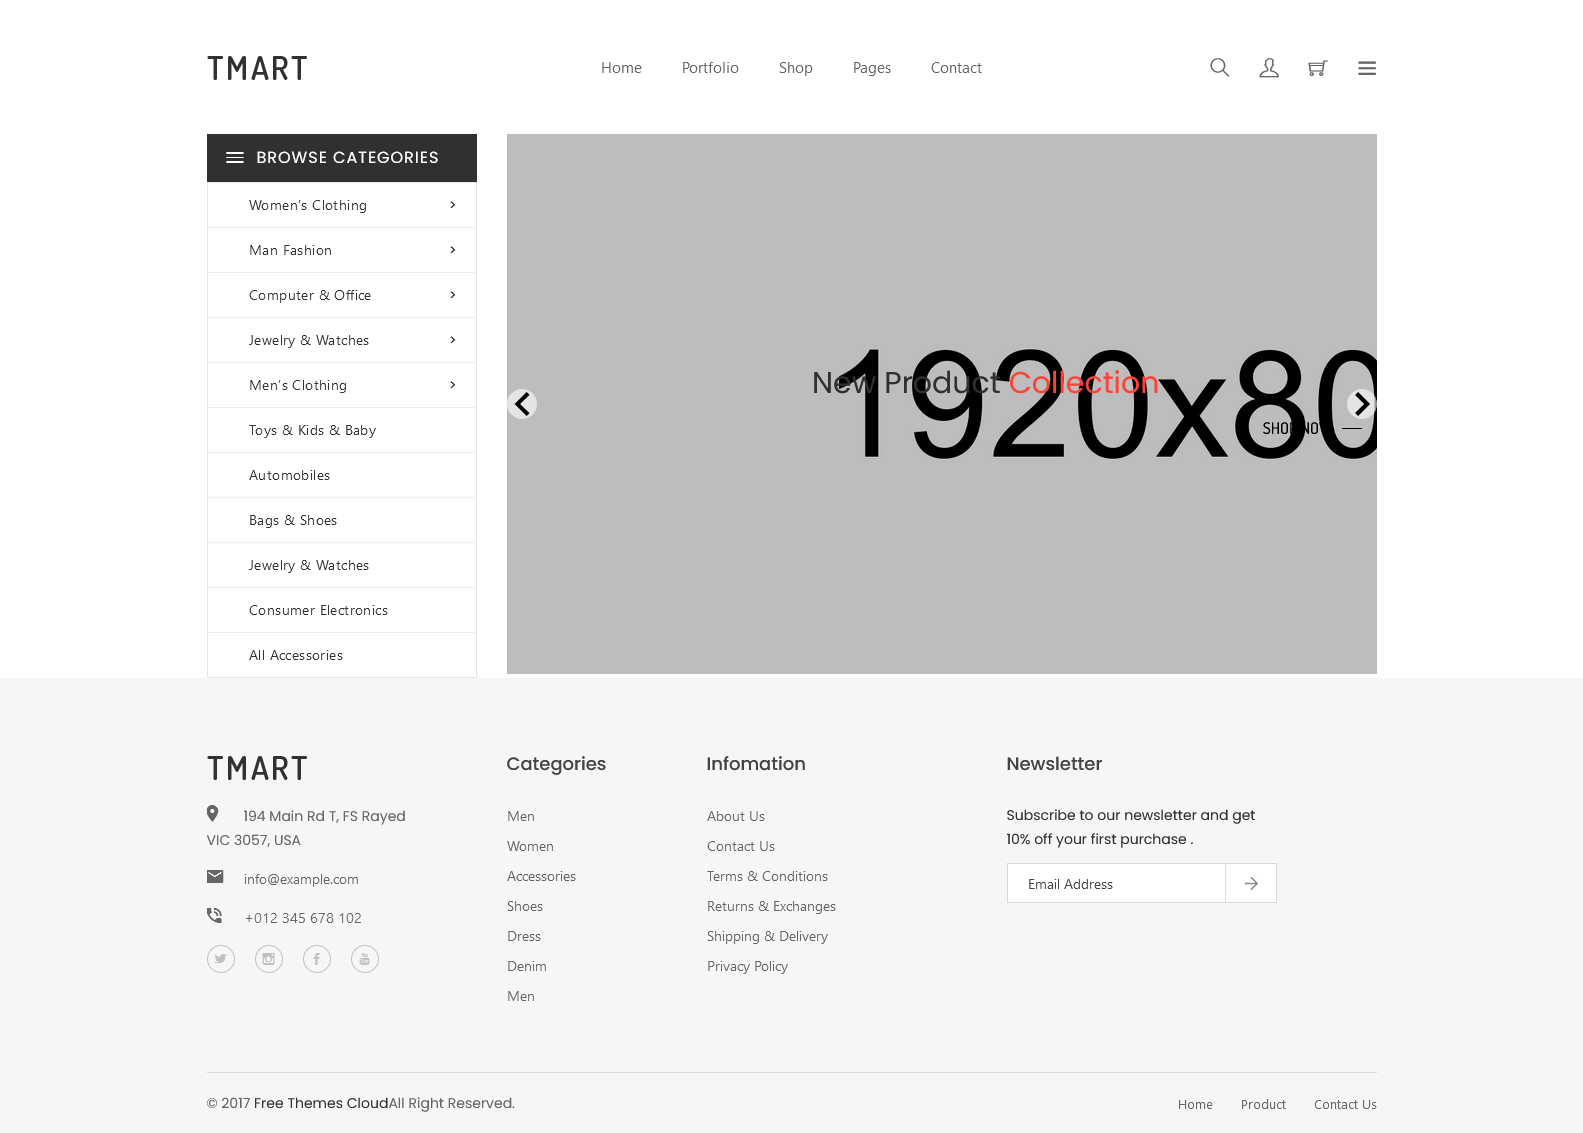 TMART
Home Portfolio Shop Pages Contact
BROWSE CATEGORIES
Women's Clothing
Man Fashion
Computer & Office
Jewelry & Watches
Men's Clothing
Toys & Kids & Baby
Automobiles
Bags & Shoes
Jewelry & Watches
Consumer Electronics
All Accessories
1920x80
New Product Collection
SHOP NO
TMART
194 Main Rd T, FS Rayed
VIC 3057, USA
info@example.com
+012 345 678 102
Categories
Men
Women
Accessories
Shoes
Dress
Denim
Men
Infomation
About Us
Contact Us
Terms & Conditions
Returns & Exchanges
Shipping & Delivery
Privacy Policy
Newsletter
Subscribe to our newsletter and get
10% off your first purchase .
Email Address
© 2017 Free Themes CloudAll Right Reserved.
Home Product Contact Us